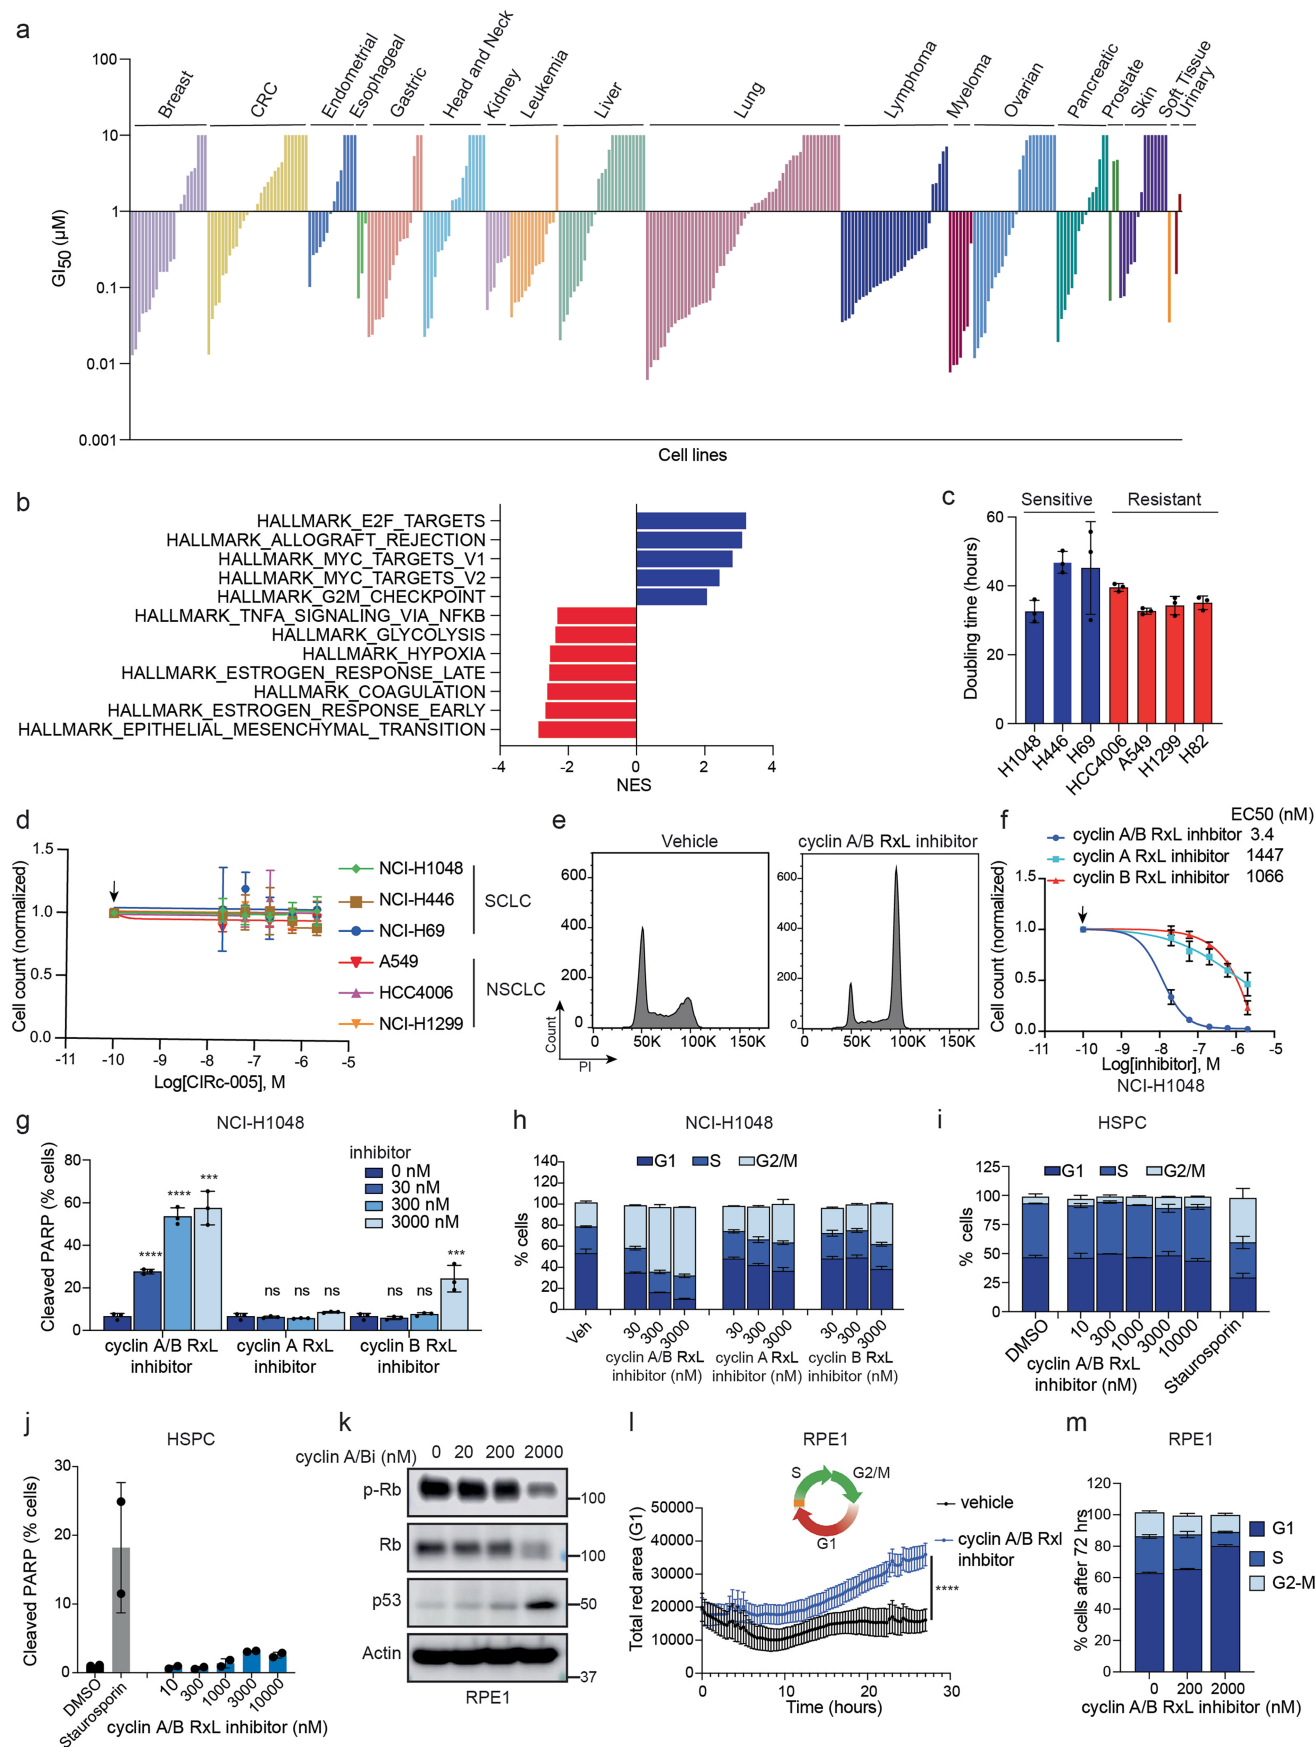 a
Breast
CRC
Endometrial
Esophageal
Gastric
Head and Neck
Kidney
Leukemia
Liver
Lung
Lymphoma
Myeloma
Ovarian
Pancreatic
Prostate
Skin
Soft Tissue
Urinary
100
10
1
0.1
0.01
0.001
GI50 (µM)
Cell lines
b
HALLMARK_E2F_TARGETS
HALLMARK_ALLOGRAFT_REJECTION
HALLMARK_MYC_TARGETS_V1
HALLMARK_MYC_TARGETS_V2
HALLMARK_G2M_CHECKPOINT
HALLMARK_TNFA_SIGNALING_VIA_NFKB
HALLMARK_GLYCOLYSIS
HALLMARK_HYPOXIA
HALLMARK_ESTROGEN_RESPONSE_LATE
HALLMARK_COAGULATION
HALLMARK_ESTROGEN_RESPONSE_EARLY
HALLMARK_EPITHELIAL_MESENCHYMAL_TRANSITION
-4 -2 0 2 4
NES
c
Sensitive Resistant
60
40
20
0
Doubling time (hours)
H1048
H446
H69
HCC4006
A549
H1299
H82
d
1.5
1.0
0.5
0.0
Cell count (normalized)
-11 -10 -9 -8 -7 -6 -5
Log[CIRc-005], M
NCI-H1048
NCI-H446
NCI-H69
A549
HCC4006
NCI-H1299
SCLC
NSCLC
e
Vehicle
600
400
200
0
0 50K 100K 150K
Count
PI
cyclin A/B RxL inhibitor
600
400
200
0
0 50K 100K 150K
f
EC50 (nM)
cyclin A/B RxL inhbitor 3.4
cyclin A RxL inhibitor 1447
cyclin B RxL inhibitor 1066
1.5
1.0
0.5
0.0
Cell count (normalized)
-11 -10 -9 -8 -7 -6 -5
Log[inhibitor], M
NCI-H1048
g
NCI-H1048
inhibitor
0 nM
30 nM
300 nM
3000 nM
80
60
40
20
0
Cleaved PARP (% cells)
**** **** ***
ns ns ns
ns ns ***
cyclin A/B RxL inhibitor
cyclin A RxL inhibitor
cyclin B RxL inhibitor
h
NCI-H1048
G1 S G2/M
140
120
100
80
60
40
20
0
% cells
Veh
30 300 3000
30 300 3000
30 300 3000
cyclin A/B RxL inhibitor (nM)
cyclin A RxL inhibitor (nM)
cyclin B RxL inhibitor (nM)
i
HSPC
G1 S G2/M
125
100
75
50
25
0
% cells
DMSO
10
300
1000
3000
10000
Staurosporin
cyclin A/B RxL
inhibitor (nM)
j
HSPC
30
20
10
0
Cleaved PARP (% cells)
DMSO
Staurosporin
10
300
1000
3000
10000
cyclin A/B RxL inhibitor (nM)
k
cyclin A/Bi (nM) 0 20 200 2000
p-Rb
100
Rb
100
p53
50
Actin
37
RPE1
l
RPE1
S G2/M
G1
vehicle
cyclin A/B Rxl
inhbitor
50000
40000
30000
20000
10000
0
Total red area (G1)
****
0 10 20 30
Time (hours)
m
RPE1
120
100
80
60
40
20
0
% cells after 72 hrs
G1
S
G2-M
0 200 2000
cyclin A/B RxL inhibitor (nM)